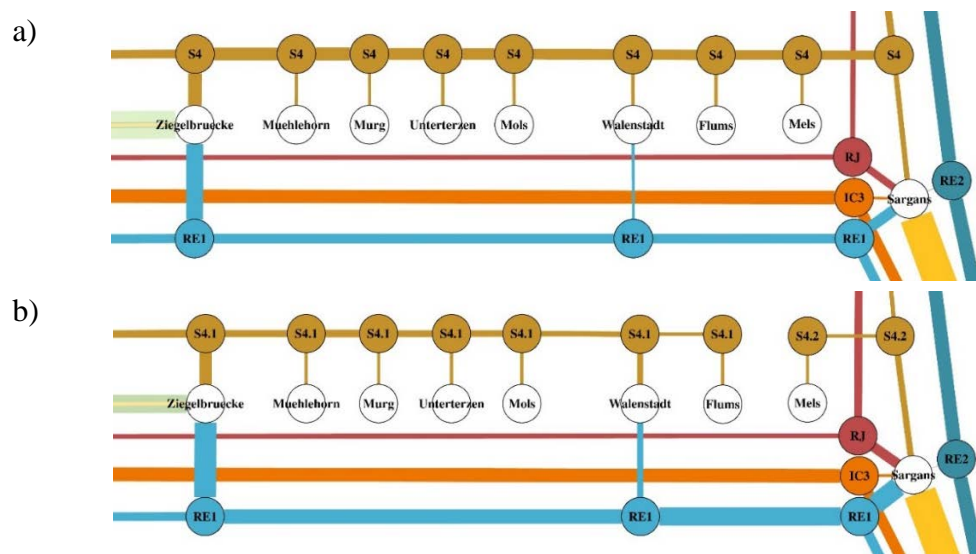 a)
S4 S4 S4 S4 S4 S4 S4 S4 S4
Ziegelbruecke Muehlehorn Murg Unterterzen Mols Walenstadt Flums Mels
RJ
RE2
IC3 Sargans
RE1 RE1 RE1
b)
S4.1 S4.1 S4.1 S4.1 S4.1 S4.1 S4.1 S4.2 S4.2
Ziegelbruecke Muehlehorn Murg Unterterzen Mols Walenstadt Flums Mels
RJ
RE2
IC3 Sargans
RE1 RE1 RE1